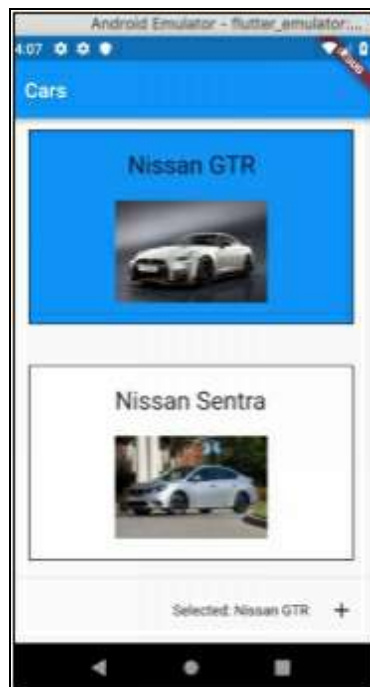 Android Emulator - flutter_emulator:...
4:07
Cars
Nissan GTR
Nissan Sentra
Selected: Nissan GTR +